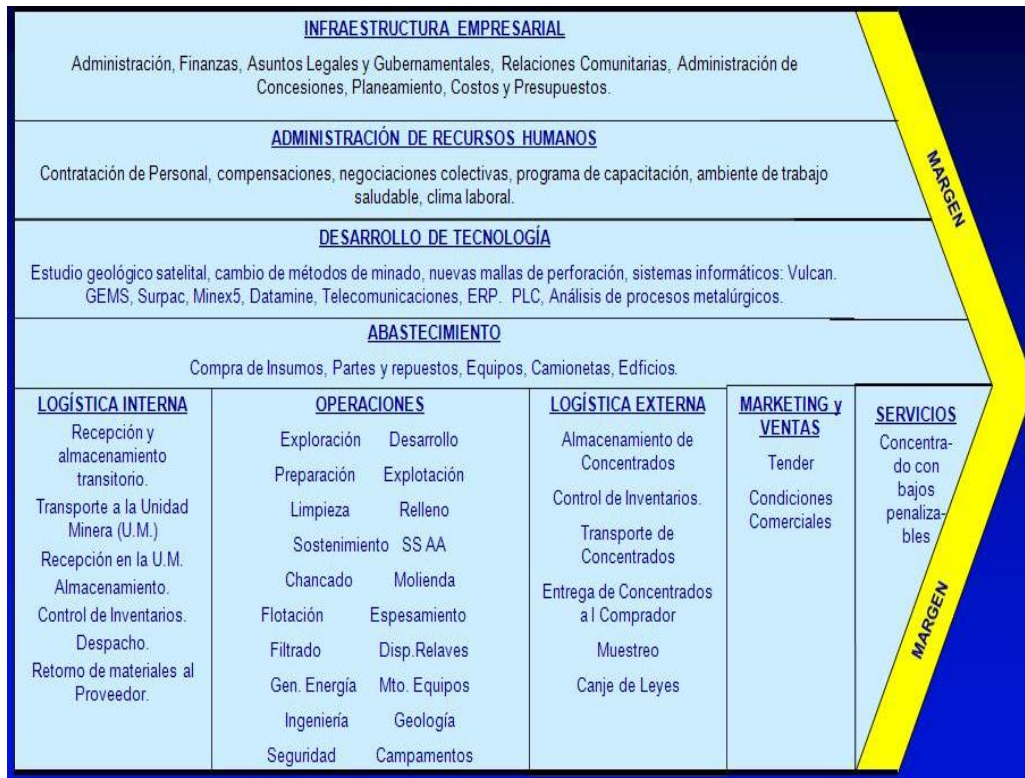 INFRAESTRUCTURA EMPRESARIAL
Administración, Finanzas, Asuntos Legales y Gubernamentales, Relaciones Comunitarias, Administración de
Concesiones, Planeamiento, Costos y Presupuestos.
ADMINISTRACIÓN DE RECURSOS HUMANOS
Contratación de Personal, compensaciones, negociaciones colectivas, programa de capacitación, ambiente de trabajo
saludable, clima laboral.
DESARROLLO DE TECNOLOGÍA
Estudio geológico satelital, cambio de métodos de minado, nuevas mallas de perforación, sistemas informáticos: Vulcan.
GEMS, Surpac, Minex5, Datamine, Telecomunicaciones, ERP. PLC, Análisis de procesos metalúrgicos.
ABASTECIMIENTO
Compra de Insumos, Partes y repuestos, Equipos, Camionetas, Edficios.
LOGÍSTICA INTERNA
Recepción y
almacenamiento
transitorio.
Transporte a la Unidad
Minera (U.M.)
Recepción en la U.M.
Almacenamiento.
Control de Inventarios.
Despacho.
Retorno de materiales al
Proveedor.
OPERACIONES
Exploración Desarrollo
Preparación Explotación
Limpieza Relleno
Sostenimiento SS AA
Chancado Molienda
Flotación Espesamiento
Filtrado Disp.Relaves
Gen. Energía Mto. Equipos
Ingeniería Geología
Seguridad Campamentos
LOGÍSTICA EXTERNA
Almacenamiento de
Concentrados
Control de Inventarios.
Transporte de
Concentrados
Entrega de Concentrados
a l Comprador
Muestreo
Canje de Leyes
MARKETING y
VENTAS
Tender
Condiciones
Comerciales
SERVICIOS
Concentra-
do con
bajos
penaliza-
bles
MARGEN
MARGEN